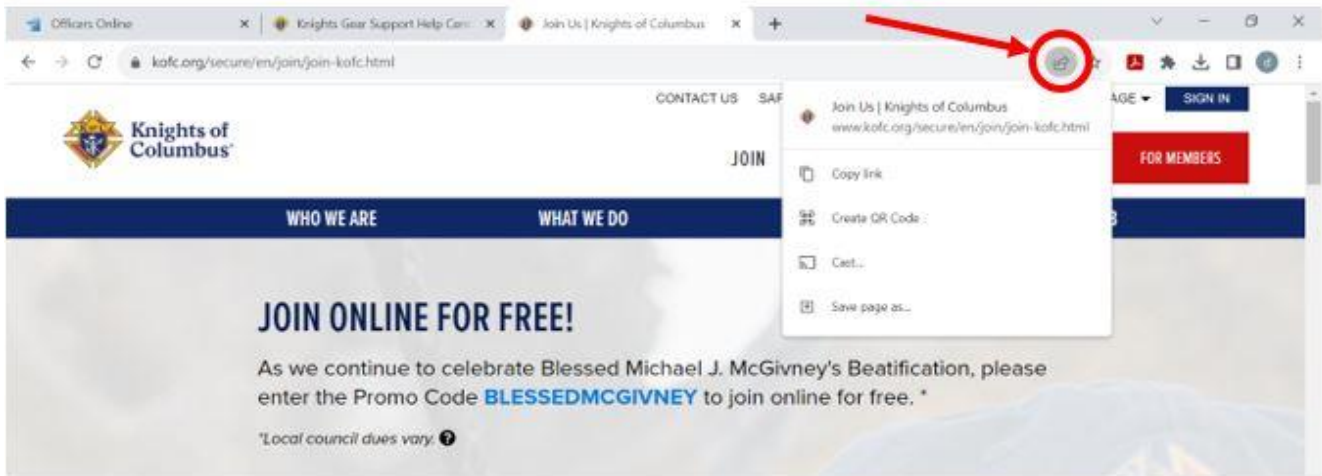 Officers Online
Knights Gear Support Help Cen
Join Us | Knights of Columbus
kofc.org/secure/en/join/join-kofc.html
CONTACT US SAF
AGE
SIGN IN
Knights of
Columbus
JOIN
FOR MEMBERS
Join Us | Knights of Columbus
www.kofc.org/secure/en/join/join-kofc.html
Copy link
Create QR Code
Cast...
Save page as...
WHO WE ARE
WHAT WE DO
JOIN ONLINE FOR FREE!
As we continue to celebrate Blessed Michael J. McGivney's Beatification, please
enter the Promo Code BLESSEDMCGIVNEY to join online for free. *
*Local council dues vary. ?